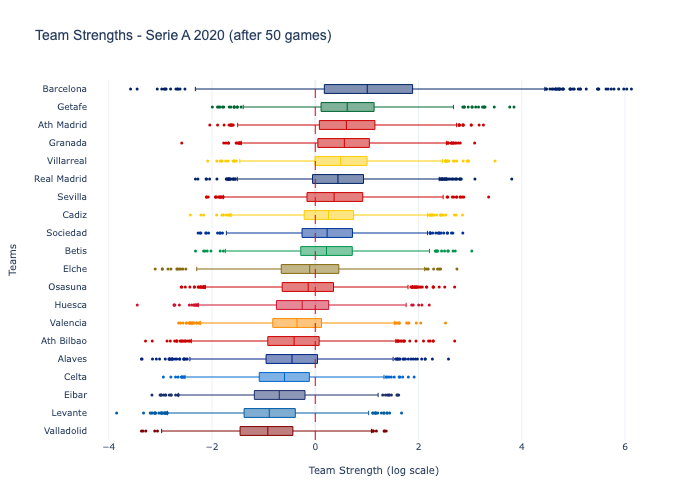 Team Strengths - Serie A 2020 (after 50 games)
Barcelona
Getafe
Ath Madrid
Granada
Villarreal
Real Madrid
Sevilla
Cadiz
Sociedad
Betis
Elche
Osasuna
Huesca
Valencia
Ath Bilbao
Alaves
Celta
Eibar
Levante
Valladolid
Teams
−4 −2 0 2 4 6
Team Strength (log scale)